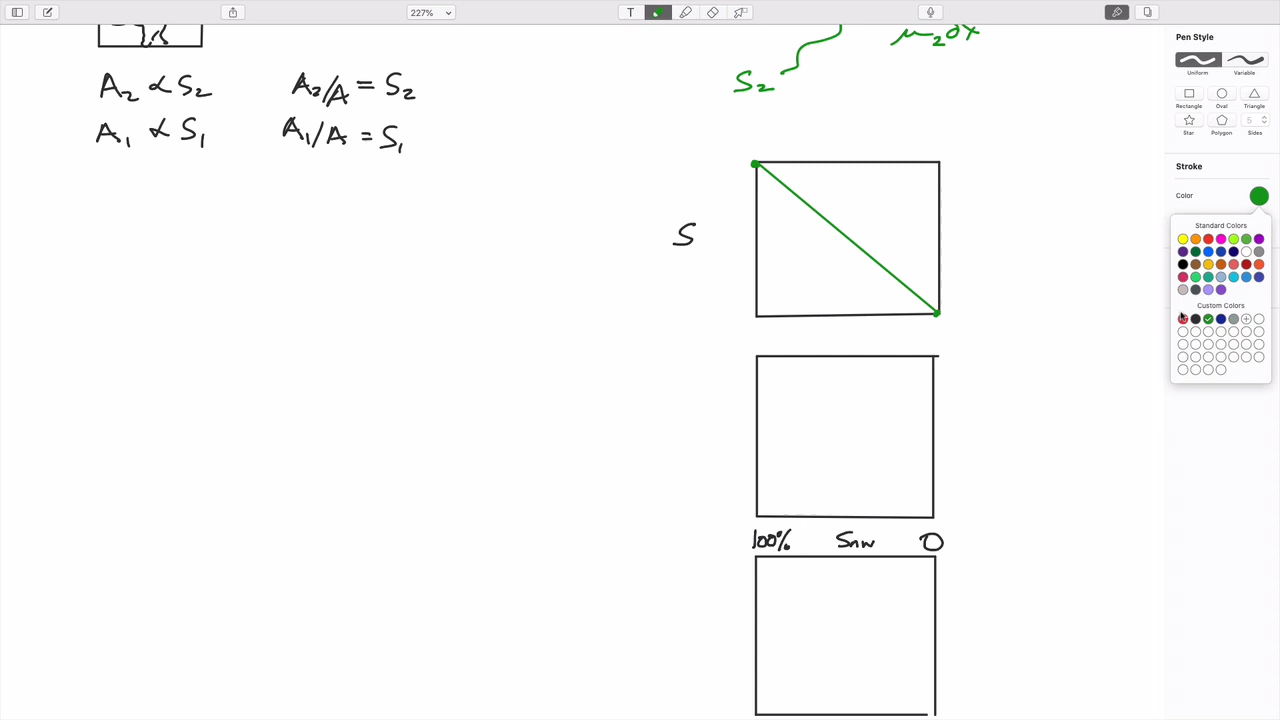 227%
T
μ₂∂x
S₂
A₂ ∝ S₂
A₂/A = S₂
A₁ ∝ S₁
A₁/A = S₁
S
100% Snw 0
Pen Style
Uniform Variable
Rectangle Oval Triangle
5
Star Polygon Sides
Stroke
Color
Standard Colors
Custom Colors